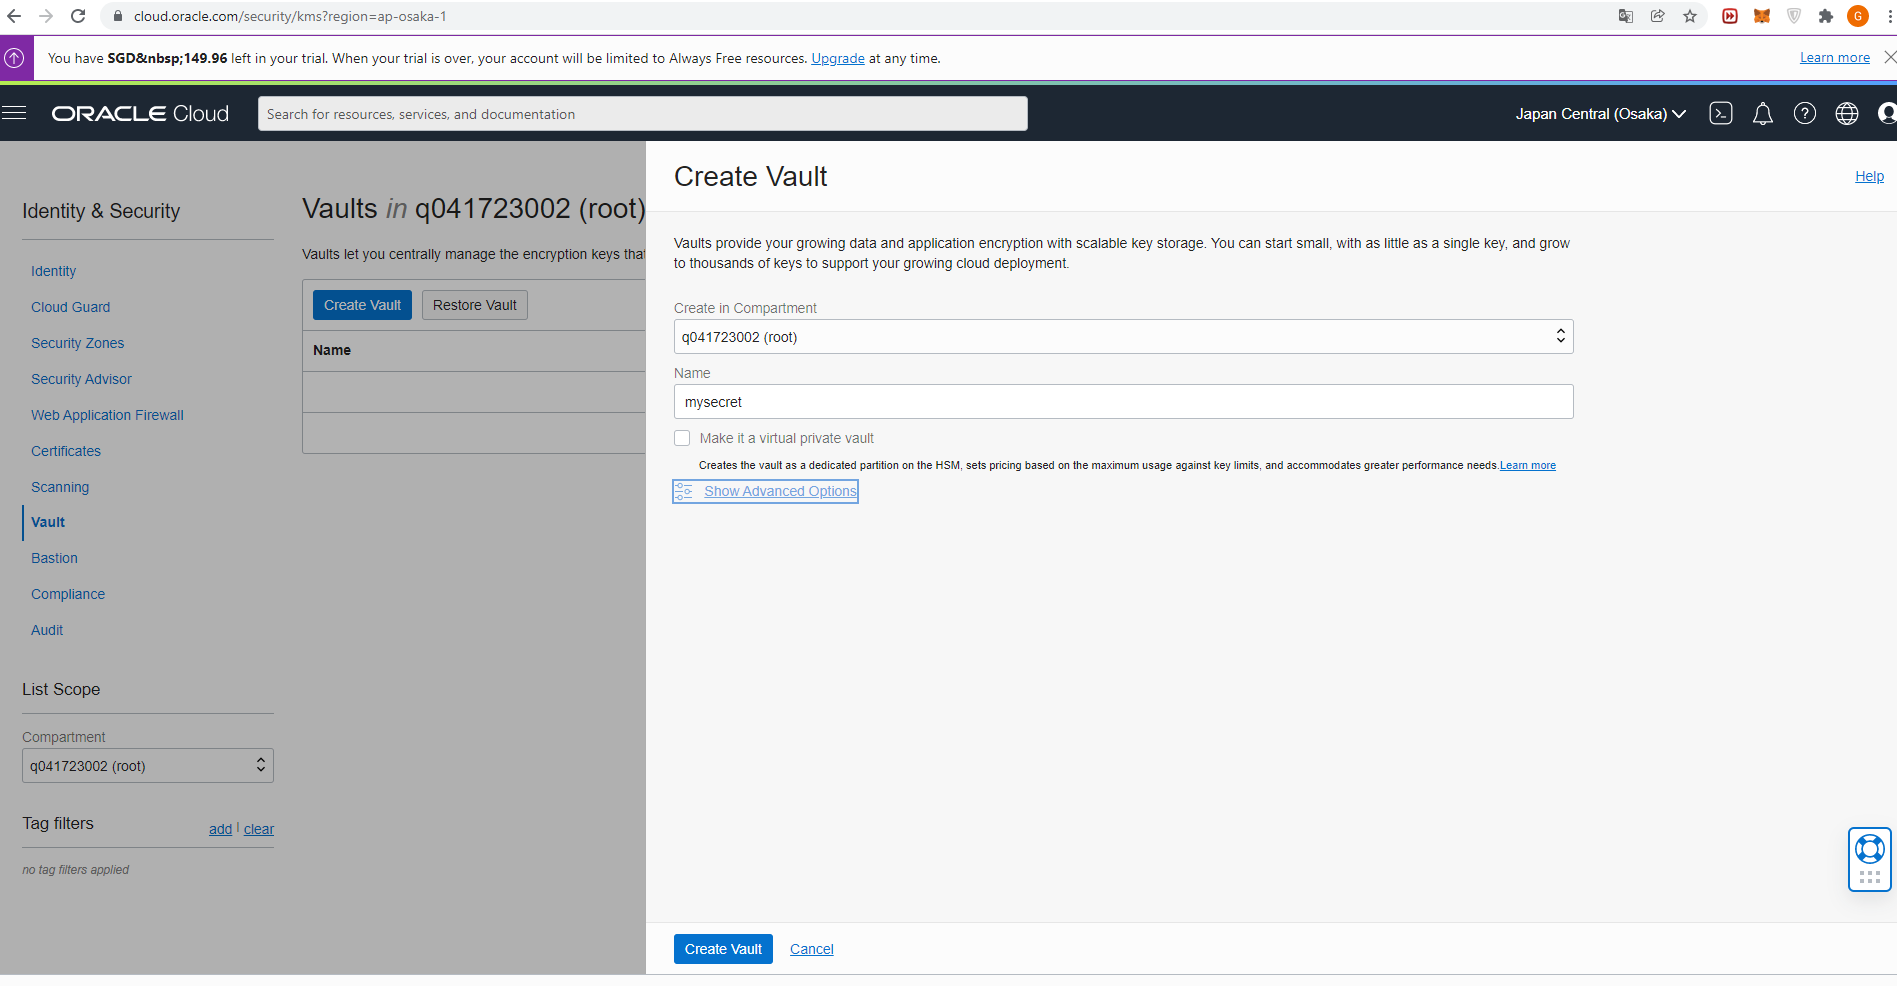 cloud.oracle.com/security/kms?region=ap-osaka-1
G
You have SGD&nbsp;149.96 left in your trial. When your trial is over, your account will be limited to Always Free resources. Upgrade at any time.
Learn more
ORACLE Cloud
Search for resources, services, and documentation
Japan Central (Osaka)
Identity & Security
Identity
Cloud Guard
Security Zones
Security Advisor
Web Application Firewall
Certificates
Scanning
Vault
Bastion
Compliance
Audit
List Scope
Compartment
q041723002 (root)
Tag filters
add | clear
no tag filters applied
Vaults in q041723002 (root)
Vaults let you centrally manage the encryption keys
Create Vault
Restore Vault
Name
Create Vault
Help
Vaults provide your growing data and application encryption with scalable key storage. You can start small, with as little as a single key, and grow
to thousands of keys to support your growing cloud deployment.
Create in Compartment
q041723002 (root)
Name
mysecret
Make it a virtual private vault
Creates the vault as a dedicated partition on the HSM, sets pricing based on the maximum usage against key limits, and accommodates greater performance needs.Learn more
Show Advanced Options
Create Vault
Cancel